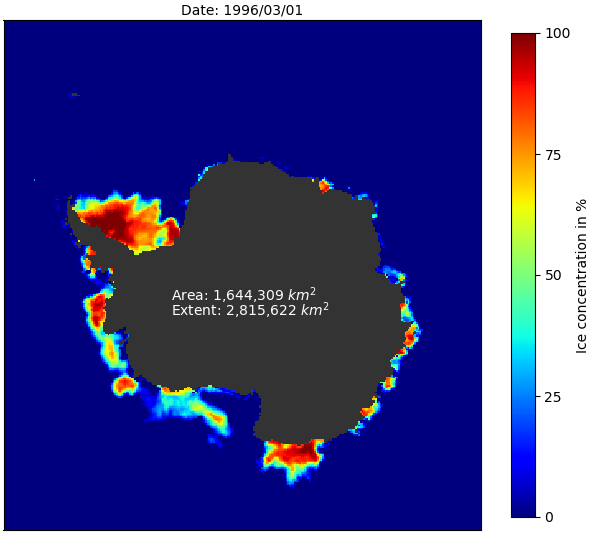 Date: 1996/03/01
Area: 1,644,309 km²
Extent: 2,815,622 km²
100
75
50
25
0
Ice concentration in %